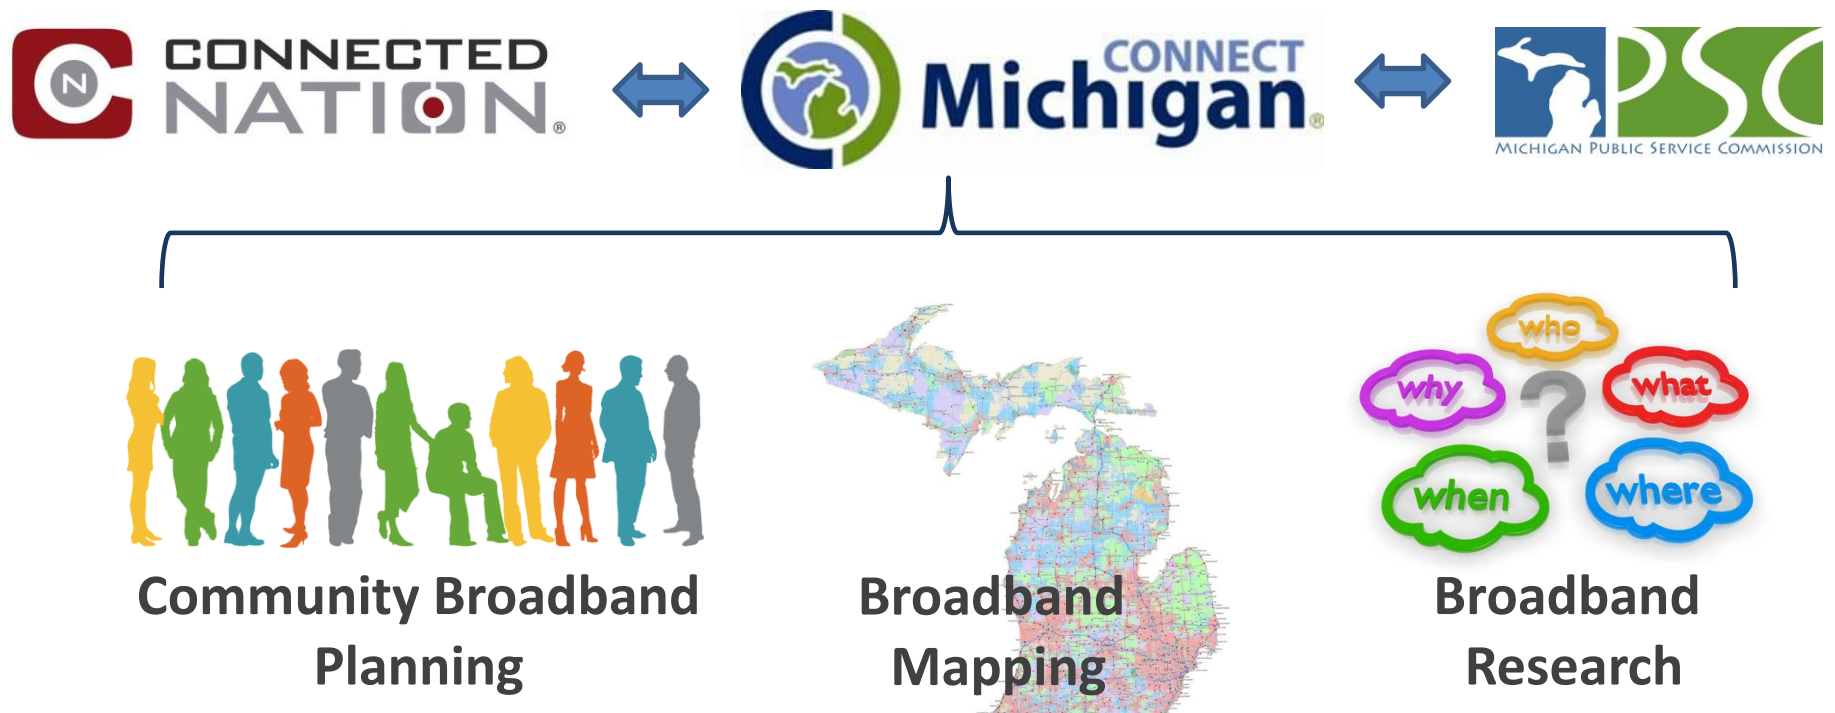 CN
CONNECTED
NATION®
CONNECT
Michigan®
PSC
MICHIGAN PUBLIC SERVICE COMMISSION
who
why
what
?
when
where
Community Broadband
Planning
Broadband
Mapping
Broadband
Research